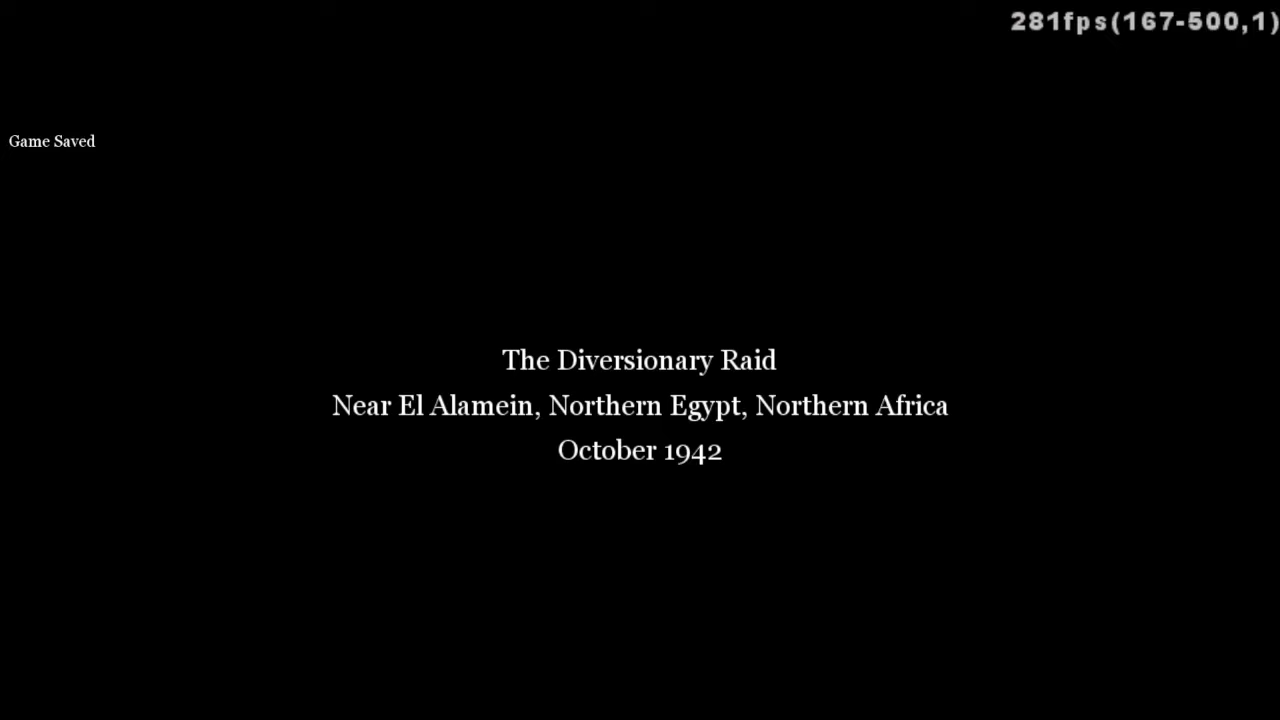 281fps(167-500,1)
Game Saved
The Diversionary Raid
Near El Alamein, Northern Egypt, Northern Africa
October 1942